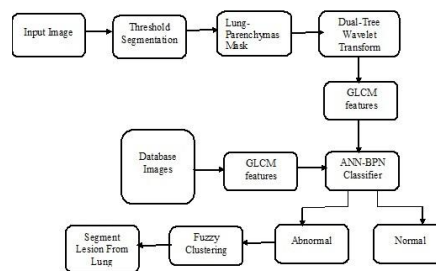 Input Image
Threshold
Segmentation
Lung-
Parenchymas
Mask
Dual-Tree
Wavelet
Transform
GLCM
features
Database
Images
GLCM
features
ANN-BPN
Classifier
Segment
Lesion From
Lung
Fuzzy
Clustering
Abnormal
Normal